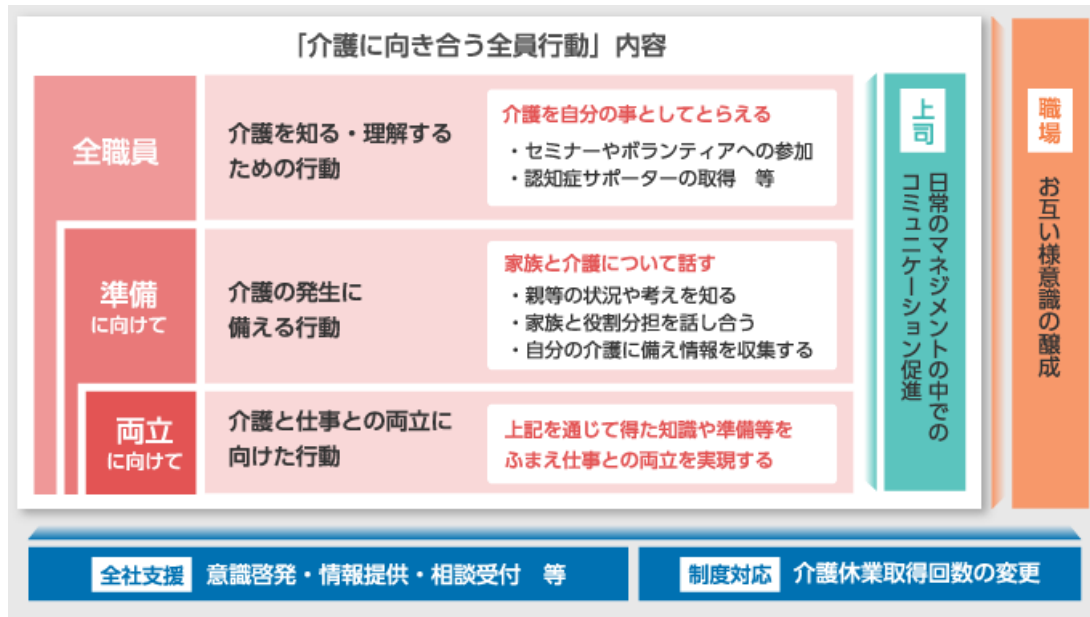 「介護に向き合う全員行動」内容
全職員
介護を知る・理解する
ための行動
介護を自分の事としてとらえる
・セミナーやボランティアへの参加
・認知症サポーターの取得　等
準備
に向けて
介護の発生に
備える行動
家族と介護について話す
・親等の状況や考えを知る
・家族と役割分担を話し合う
・自分の介護に備え情報を収集する
両立
に向けて
介護と仕事との両立に
向けた行動
上記を通じて得た知識や準備等を
ふまえ仕事との両立を実現する
上司
日常のマネジメントの中での
コミュニケーション促進
職場
お互い様意識の醸成
全社支援 意識啓発・情報提供・相談受付　等
制度対応 介護休業取得回数の変更